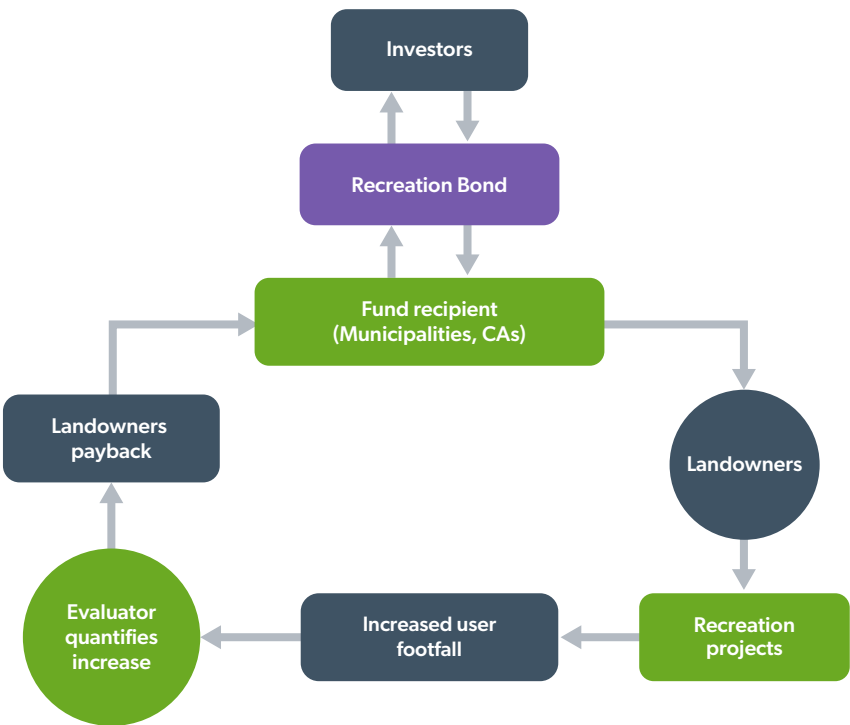 Investors
Recreation Bond
Fund recipient
(Municipalities, CAs)
Landowners
payback
Landowners
Evaluator
quantifies
increase
Increased user
footfall
Recreation
projects